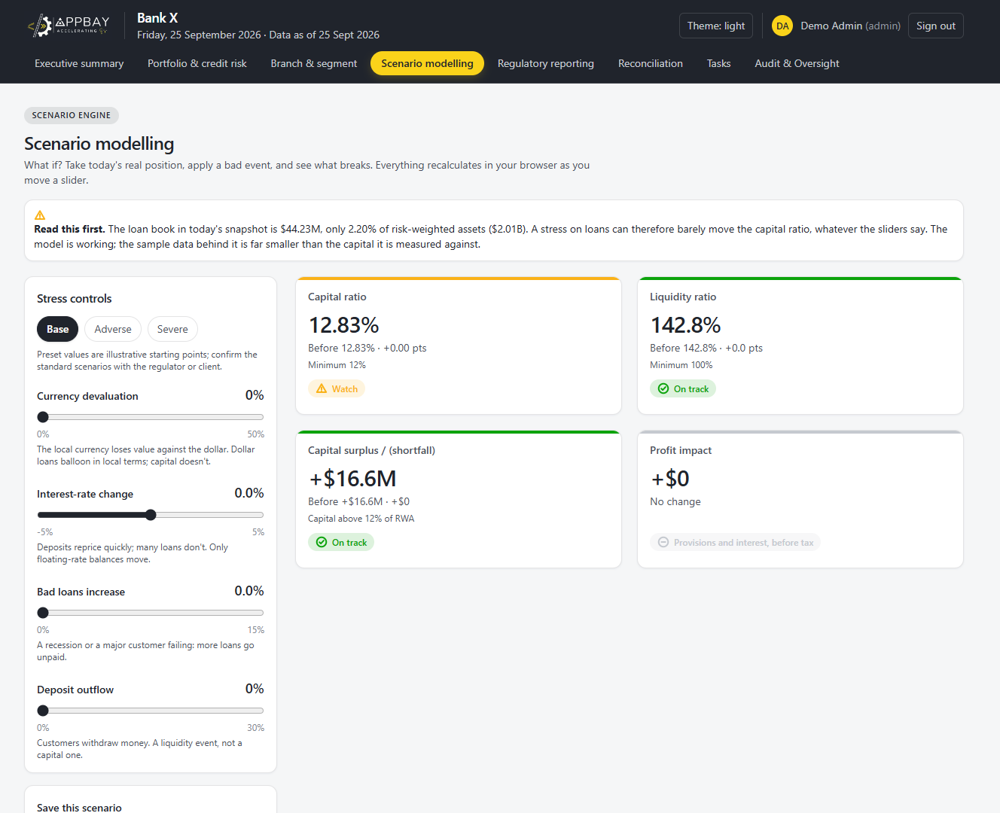 APPBAY
ACCELERATING
Bank X
Friday, 25 September 2026 · Data as of 25 Sept 2026
Theme: light
DA
Demo Admin (admin)
Sign out
Executive summary
Portfolio & credit risk
Branch & segment
Scenario modelling
Regulatory reporting
Reconciliation
Tasks
Audit & Oversight
SCENARIO ENGINE
Scenario modelling
What if? Take today's real position, apply a bad event, and see what breaks. Everything recalculates in your browser as you
move a slider.
Read this first. The loan book in today's snapshot is $44.23M, only 2.20% of risk-weighted assets ($2.01B). A stress on loans can therefore barely move the capital ratio, whatever the sliders say. The
model is working; the sample data behind it is far smaller than the capital it is measured against.
Stress controls
Base
Adverse
Severe
Preset values are illustrative starting points; confirm the
standard scenarios with the regulator or client.
Currency devaluation 0%
0% 50%
The local currency loses value against the dollar. Dollar
loans balloon in local terms; capital doesn't.
Interest-rate change 0.0%
-5% 5%
Deposits reprice quickly; many loans don't. Only
floating-rate balances move.
Bad loans increase 0.0%
0% 15%
A recession or a major customer failing: more loans go
unpaid.
Deposit outflow 0%
0% 30%
Customers withdraw money. A liquidity event, not a
capital one.
Save this scenario
Capital ratio
12.83%
Before 12.83% · +0.00 pts
Minimum 12%
Watch
Liquidity ratio
142.8%
Before 142.8% · +0.0 pts
Minimum 100%
On track
Capital surplus / (shortfall)
+$16.6M
Before +$16.6M · +$0
Capital above 12% of RWA
On track
Profit impact
+$0
No change
Provisions and interest, before tax